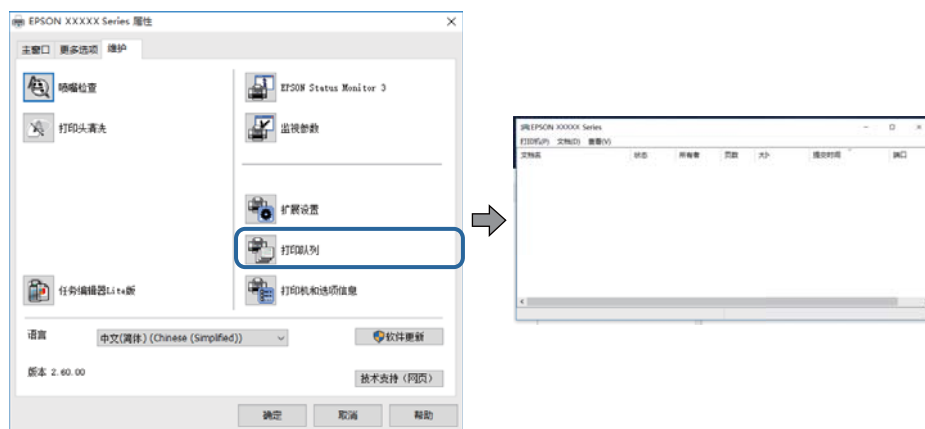 EPSON XXXXX Series 属性
主窗口 更多选项 维护
喷嘴检查
打印头清洗
任务编辑器Lite版
EPSON Status Monitor 3
监视参数
扩展设置
打印队列
打印机和选项信息
语言
中文(简体) (Chinese (Simplified))
软件更新
版本 2.60.00
技术支持（网页）
确定 取消 帮助
EPSON XXXXX Series
打印机(P) 文档(D) 查看(V)
文档名 状态 所有者 页数 大小 提交时间 端口